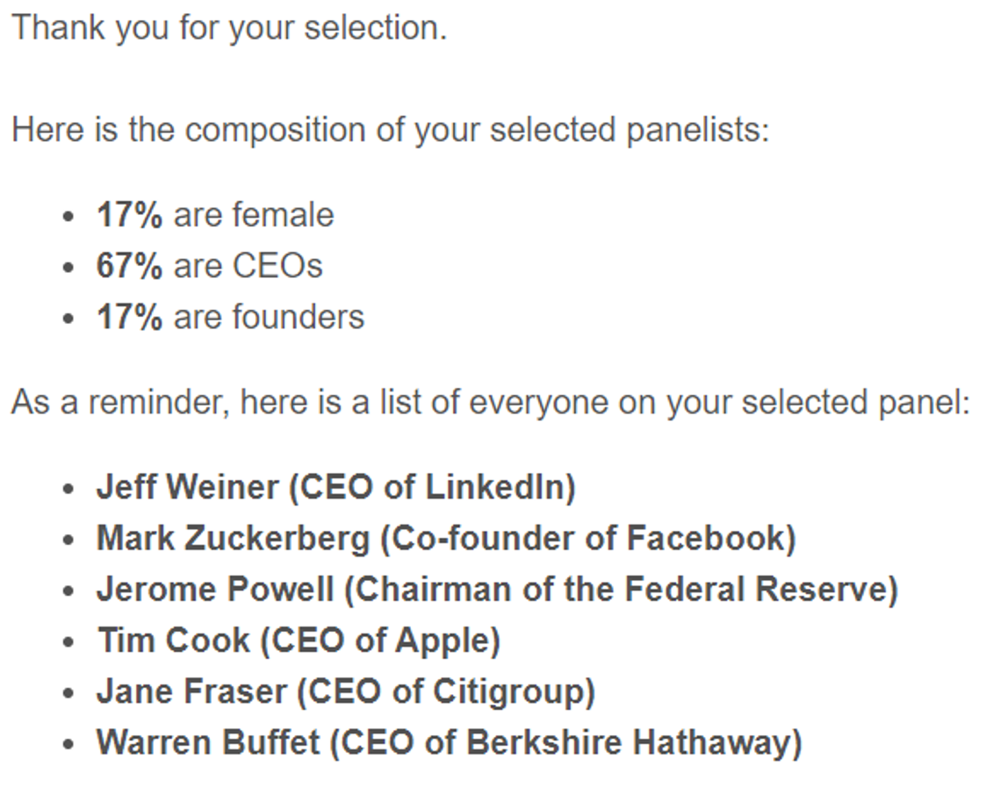 Thank you for your selection.
Here is the composition of your selected panelists:
• 17% are female
• 67% are CEOs
• 17% are founders
As a reminder, here is a list of everyone on your selected panel:
• Jeff Weiner (CEO of LinkedIn)
• Mark Zuckerberg (Co-founder of Facebook)
• Jerome Powell (Chairman of the Federal Reserve)
• Tim Cook (CEO of Apple)
• Jane Fraser (CEO of Citigroup)
• Warren Buffet (CEO of Berkshire Hathaway)